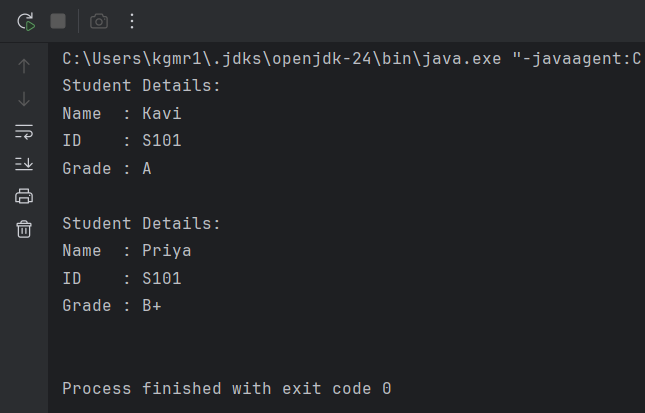 C:\Users\kgmr1\.jdks\openjdk-24\bin\java.exe "-javaagent:C
Student Details:
Name  : Kavi
ID    : S101
Grade : A

Student Details:
Name  : Priya
ID    : S101
Grade : B+

Process finished with exit code 0